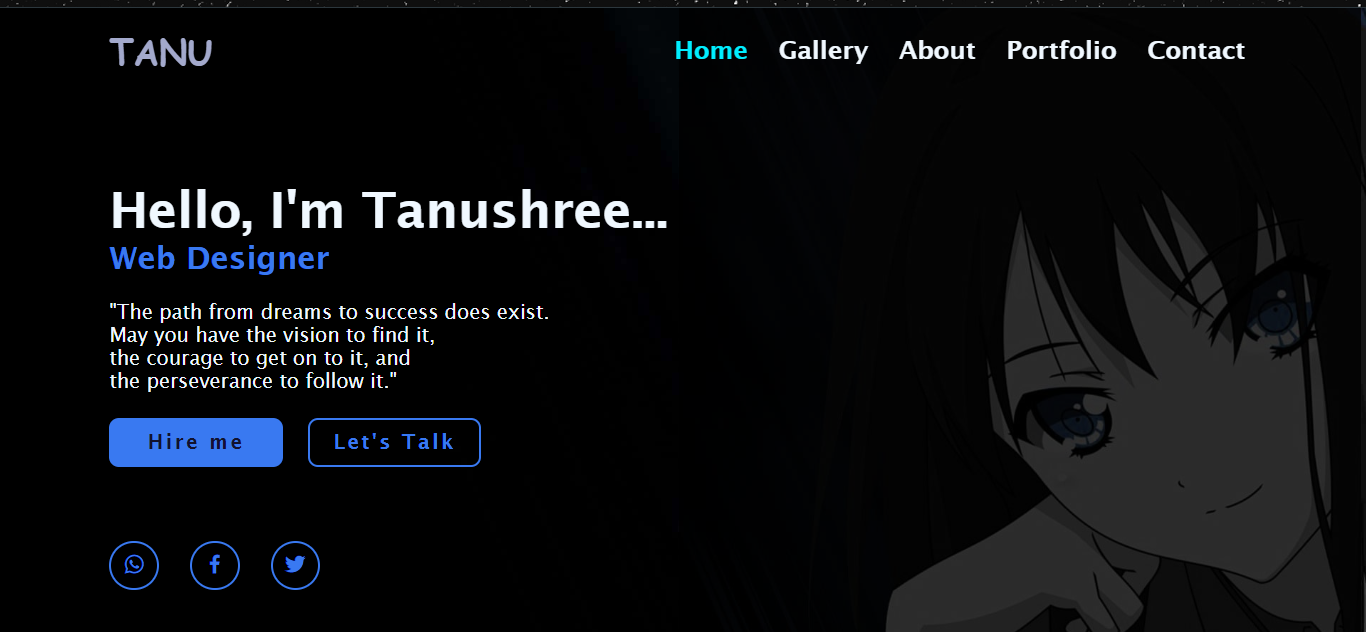 TANU
Home Gallery About Portfolio Contact
Hello, I'm Tanushree...
Web Designer
"The path from dreams to success does exist.
May you have the vision to find it,
the courage to get on to it, and
the perseverance to follow it."
Hire me Let's Talk